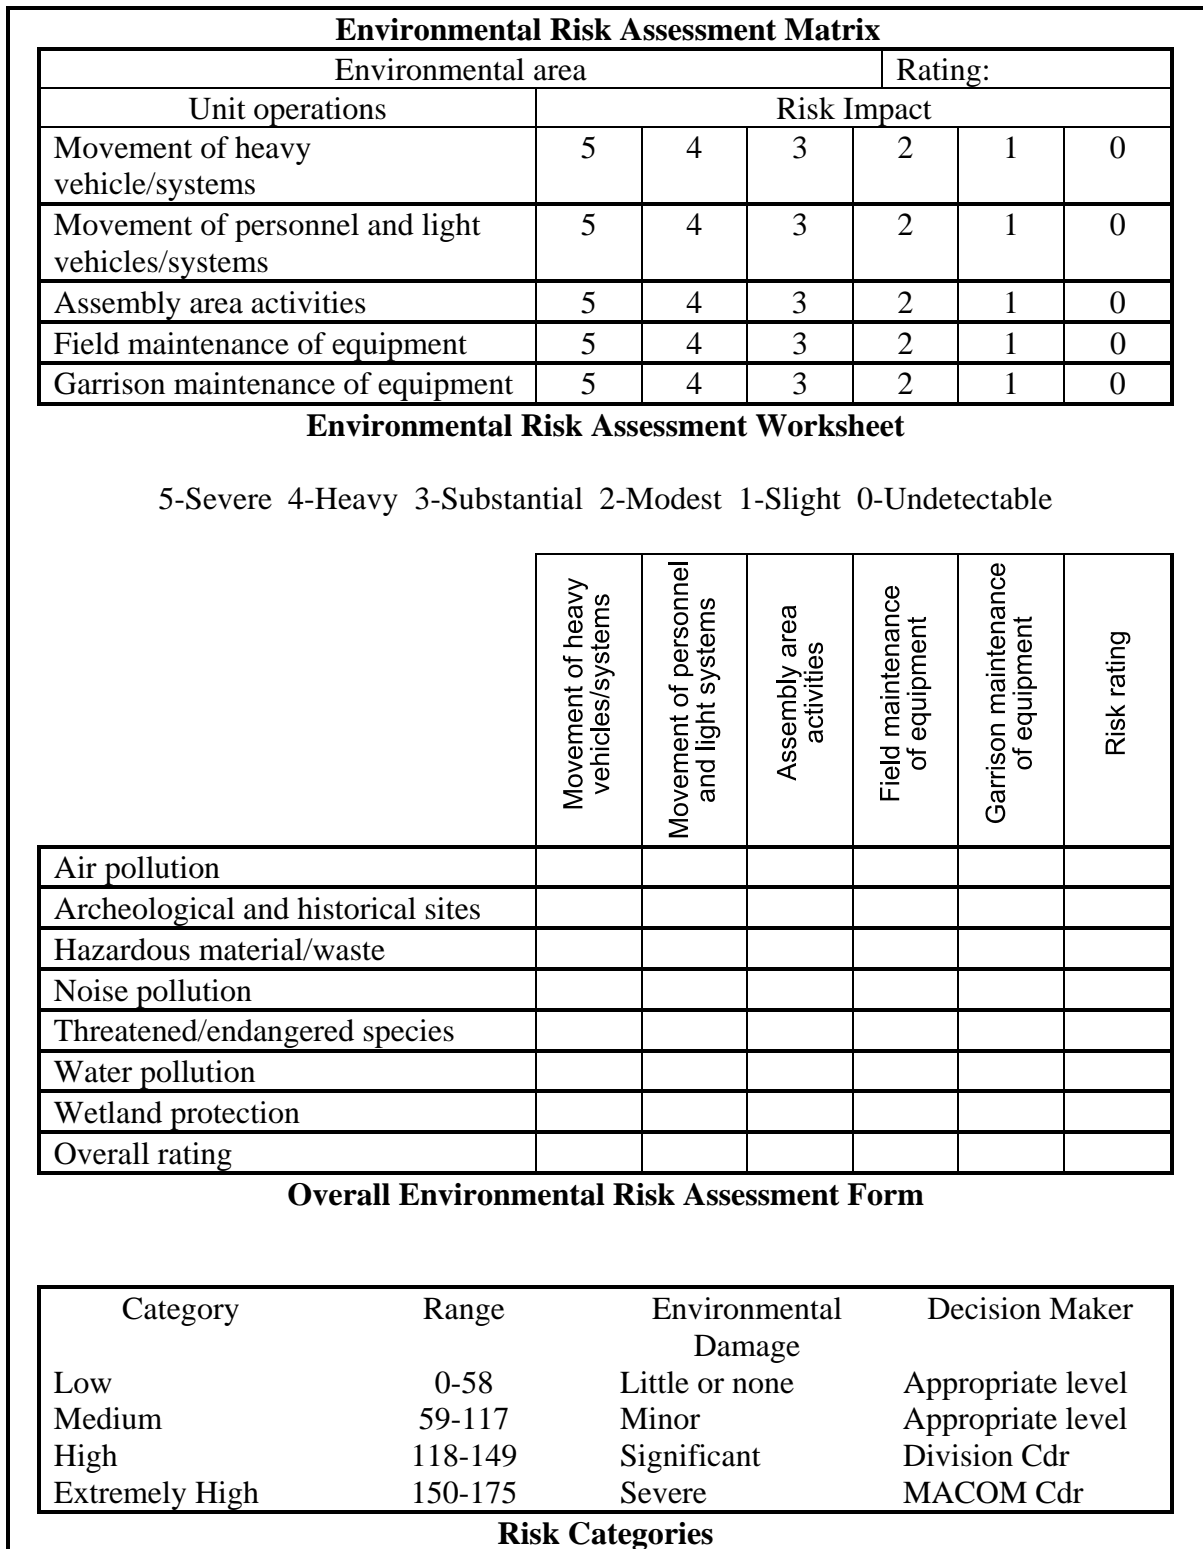 Environmental Risk Assessment Matrix
Environmental area Rating:
Unit operations Risk Impact
Movement of heavy 5 4 3 2 1 0
vehicle/systems
Movement of personnel and light 5 4 3 2 1 0
vehicles/systems
Assembly area activities 5 4 3 2 1 0
Field maintenance of equipment 5 4 3 2 1 0
Garrison maintenance of equipment 5 4 3 2 1 0
Environmental Risk Assessment Worksheet
5-Severe 4-Heavy 3-Substantial 2-Modest 1-Slight 0-Undetectable
Movement of heavy
vehicles/systems
Movement of personnel
and light systems
Assembly area
activities
Field maintenance
of equipment
Garrison maintenance
of equipment
Risk rating
Air pollution
Archeological and historical sites
Hazardous material/waste
Noise pollution
Threatened/endangered species
Water pollution
Wetland protection
Overall rating
Overall Environmental Risk Assessment Form
Category Range Environmental Decision Maker
Damage
Low 0-58 Little or none Appropriate level
Medium 59-117 Minor Appropriate level
High 118-149 Significant Division Cdr
Extremely High 150-175 Severe MACOM Cdr
Risk Categories